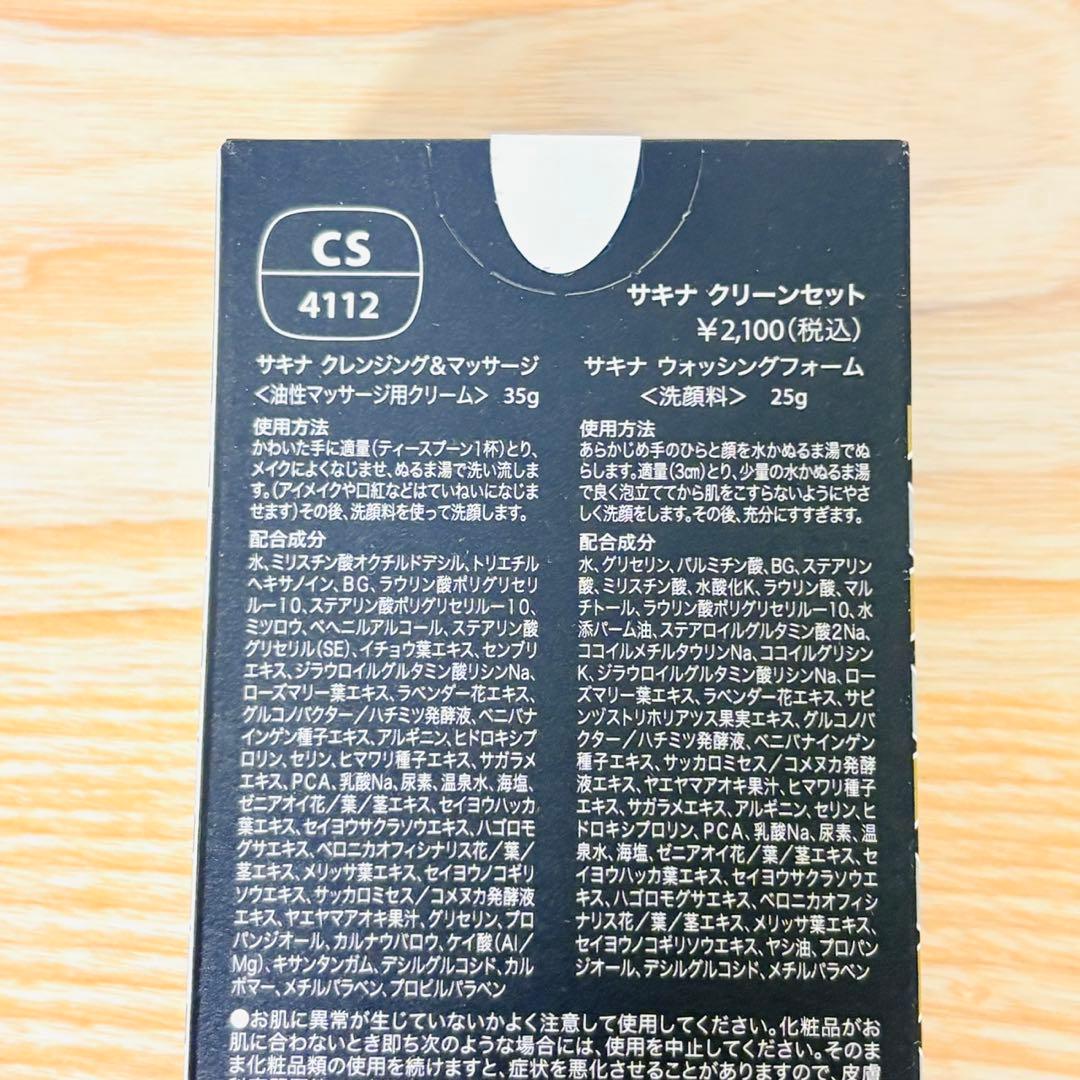 CS
4112
サキナ クリーンセット
￥2,100（税込）
サキナ クレンジング&マッサージ
＜油性マッサージ用クリーム＞ 35g
使用方法
かわいた手に適量（ティースプーン1杯）とり、
メイクによくなじませ、ぬるま湯で洗い流しま
す。（アイメイクや口紅などはていねいになじま
せます）その後、洗顔料を使って洗顔します。
配合成分
水、ミリスチン酸オクチルドデシル、トリエチル
ヘキサノイン、BG、ラウリン酸ポリグリセリ
ルー10、ステアリン酸ポリグリセリルー10、
ミツロウ、ベヘニルアルコール、ステアリン酸
グリセリル（SE）、イチョウ葉エキス、センブリ
エキス、ジラウロイルグルタミン酸リシンNa、
ローズマリー葉エキス、ラベンダー花エキス、
グルコノバクター／ハチミツ発酵液、ベニバナ
インゲン種子エキス、アルギニン、ヒドロキシプ
ロリン、セリン、ヒマワリ種子エキス、サガラメ
エキス、PCA、乳酸Na、尿素、温泉水、海塩、
ゼニアオイ花／葉／茎エキス、セイヨウハッカ
葉エキス、セイヨウサクラソウエキス、ハゴロモ
グサエキス、ベロニカオフィシナリス花／葉／
茎エキス、メリッサ葉エキス、セイヨウノコギリ
ソウエキス、サッカロミセス／コメヌカ発酵液
エキス、ヤエヤマアオキ果汁、グリセリン、プロ
パンジオール、カルナウバロウ、ケイ酸（Al／
Mg）、キサンタンガム、デシルグルコシド、カル
ボマー、メチルパラベン、プロピルパラベン
サキナ ウォッシングフォーム
＜洗顔料＞ 25g
使用方法
あらかじめ手のひらと顔を水かぬるま湯でぬ
らします。適量（3㎝）とり、少量の水かぬるま湯
で良く泡立ててから肌をこすらないようにやさ
しく洗顔をします。その後、充分にすすぎます。
配合成分
水、グリセリン、パルミチン酸、BG、ステアリン
酸、ミリスチン酸、水酸化K、ラウリン酸、マル
チトール、ラウリン酸ポリグリセリルー10、水
添パーム油、ステアロイルグルタミン酸2Na、
ココイルメチルタウリンNa、ココイルグリシン
K、ジラウロイルグルタミン酸リシンNa、ロー
ズマリー葉エキス、ラベンダー花エキス、サピ
ンヅストリホリアツス果実エキス、グルコノバ
クター／ハチミツ発酵液、ベニバナインゲン
種子エキス、サッカロミセス／コメヌカ発酵
液エキス、ヤエヤマアオキ果汁、ヒマワリ種子
エキス、サガラメエキス、アルギニン、セリン、ヒ
ドロキシプロリン、PCA、乳酸Na、尿素、温
泉水、海塩、ゼニアオイ花／葉／茎エキス、セ
イヨウハッカ葉エキス、セイヨウサクラソウエ
キス、ハゴロモグサエキス、ベロニカオフィシ
ナリス花／葉／茎エキス、メリッサ葉エキス、
セイヨウノコギリソウエキス、ヤシ油、プロパン
ジオール、デシルグルコシド、メチルパラベン
●お肌に異常が生じていないかよく注意して使用してください。化粧品がお
肌に合わないとき即ち次のような場合には、使用を中止してください。そのま
ま化粧品類の使用を続けますと、症状を悪化させることがありますので、皮膚